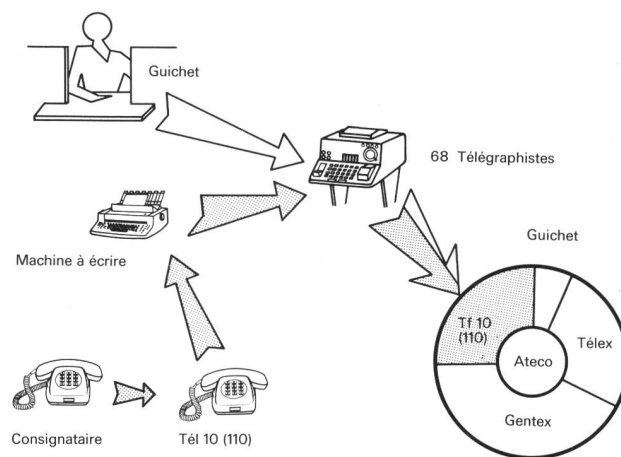 Guichet
68 Télégraphistes
Machine à écrire
Guichet
Tf 10
(110)
Télex
Ateco
Gentex
Consignataire
Tél 10 (110)